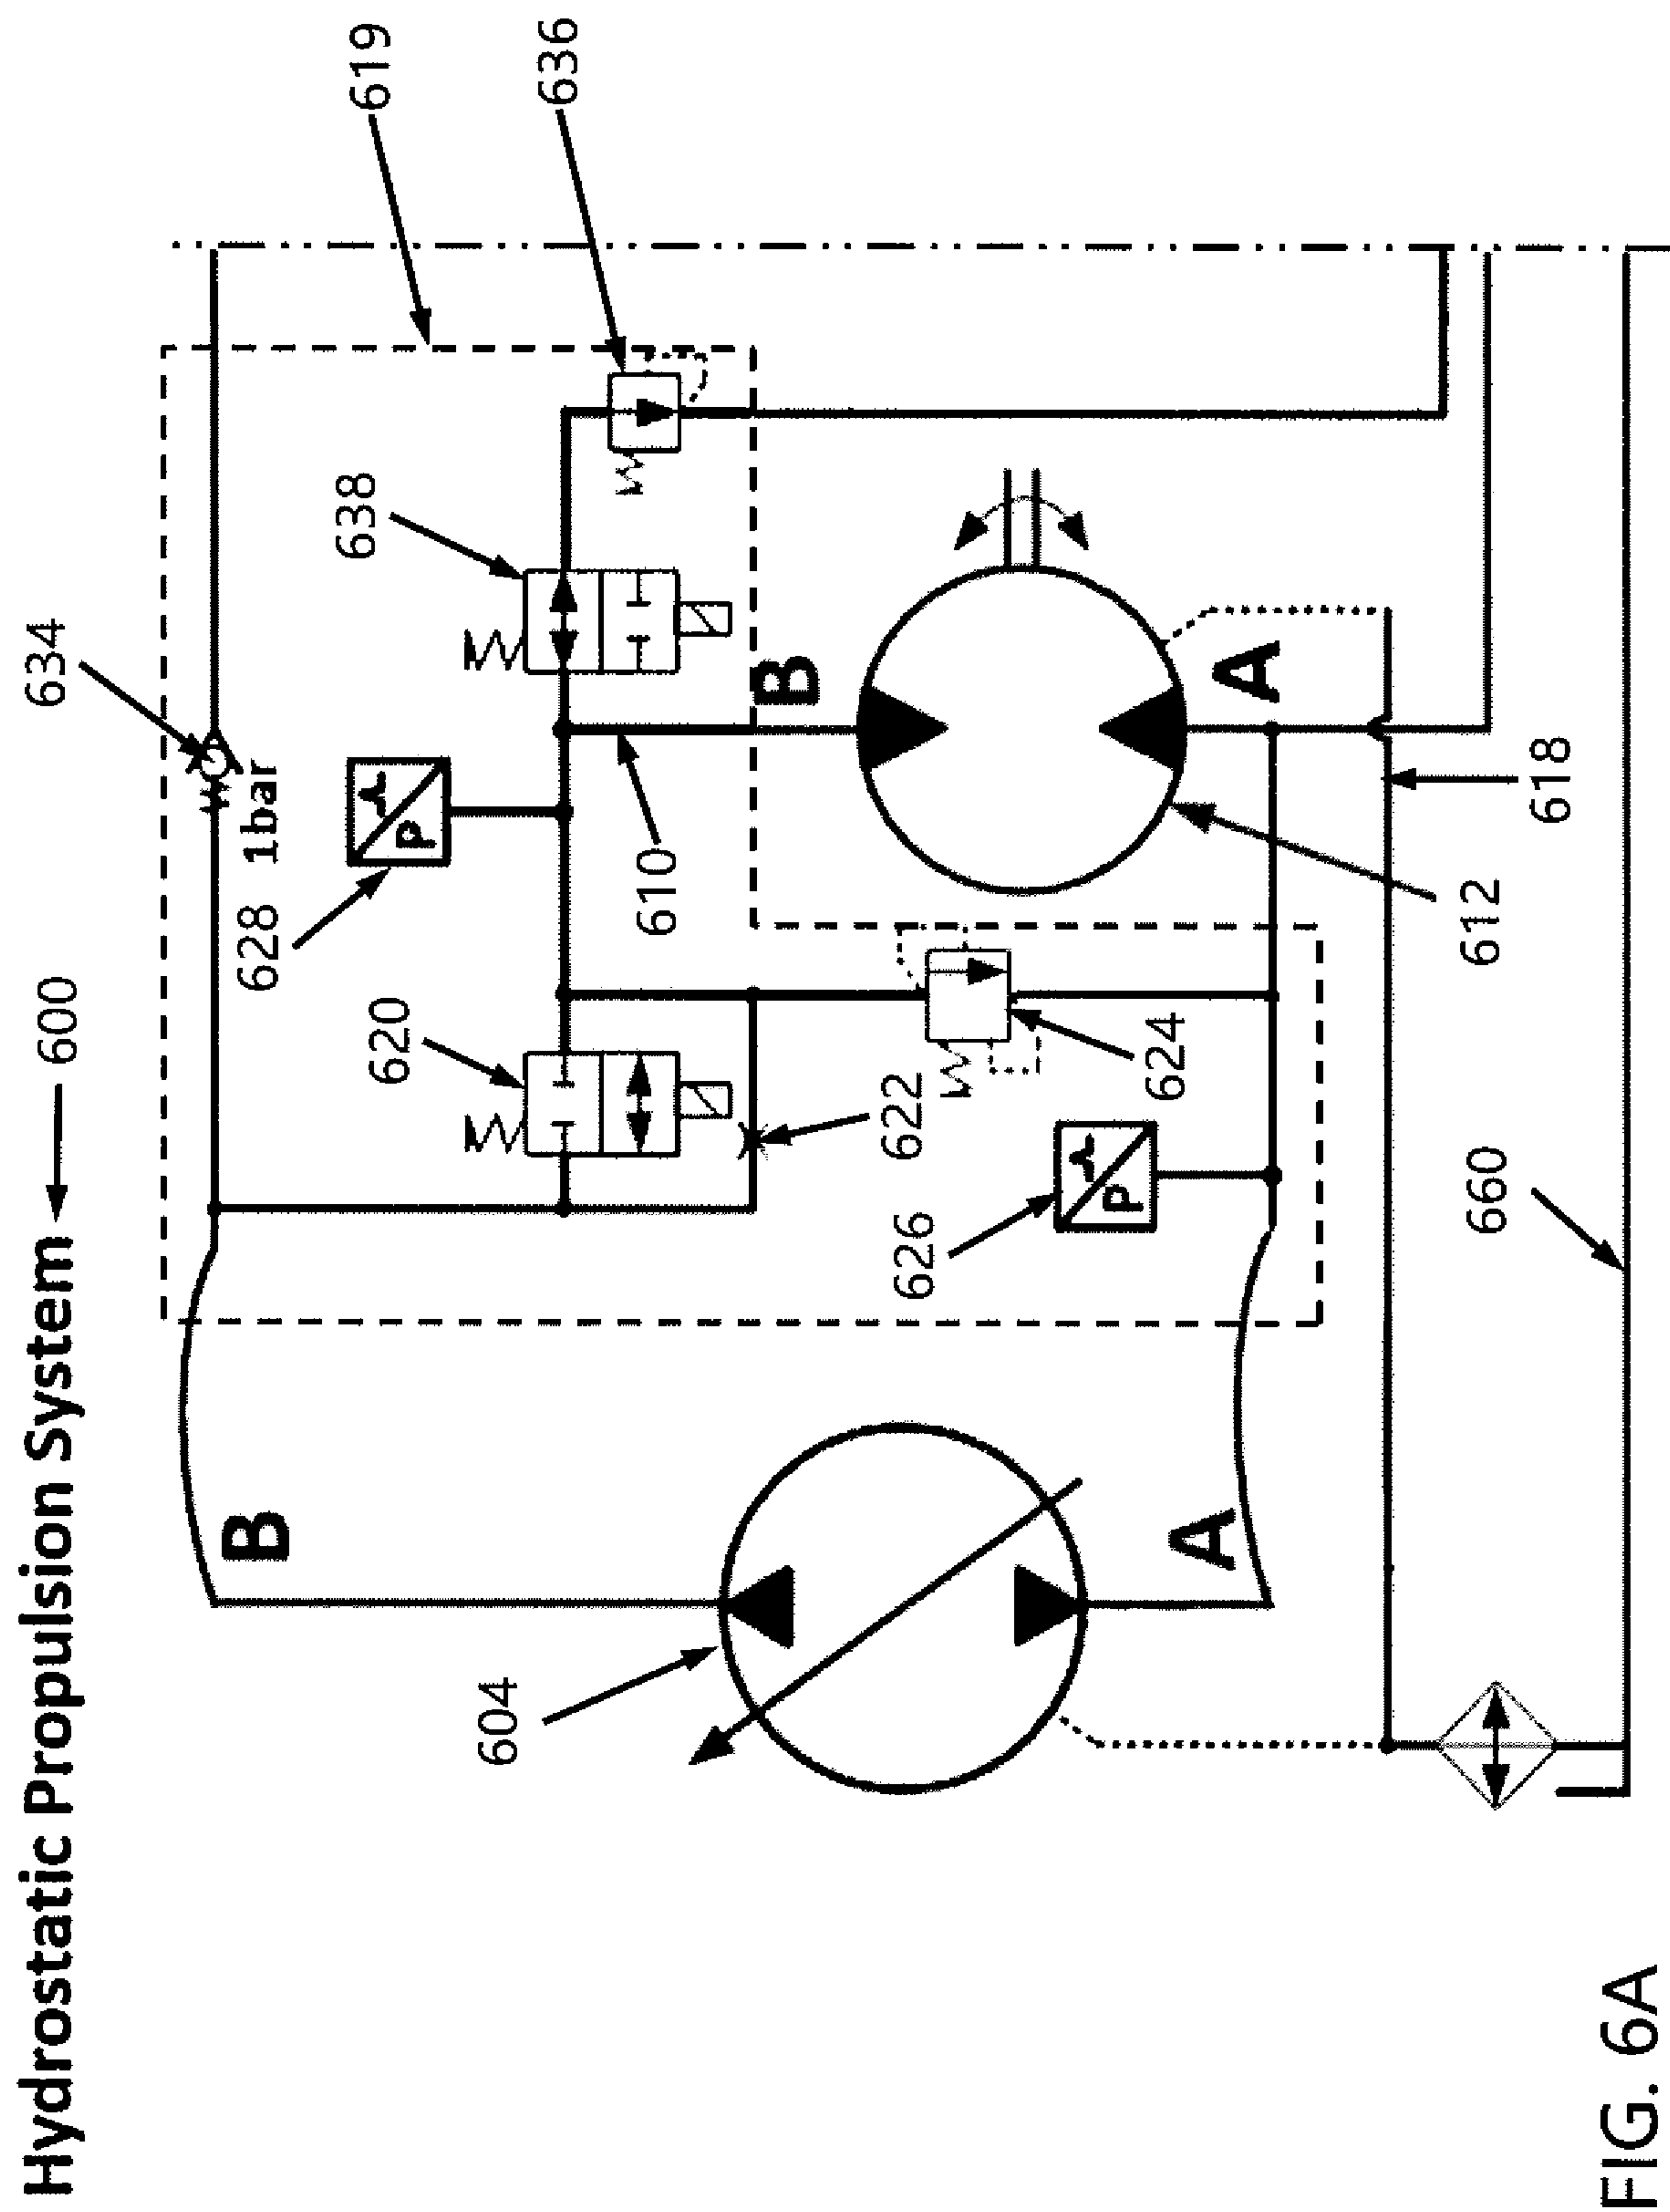 Hydrostatic Propulsion System
600
634
619
636
638
628
1bar
P
610
620
622
624
626
P
B
A
612
618
604
B
A
660
FIG. 6A